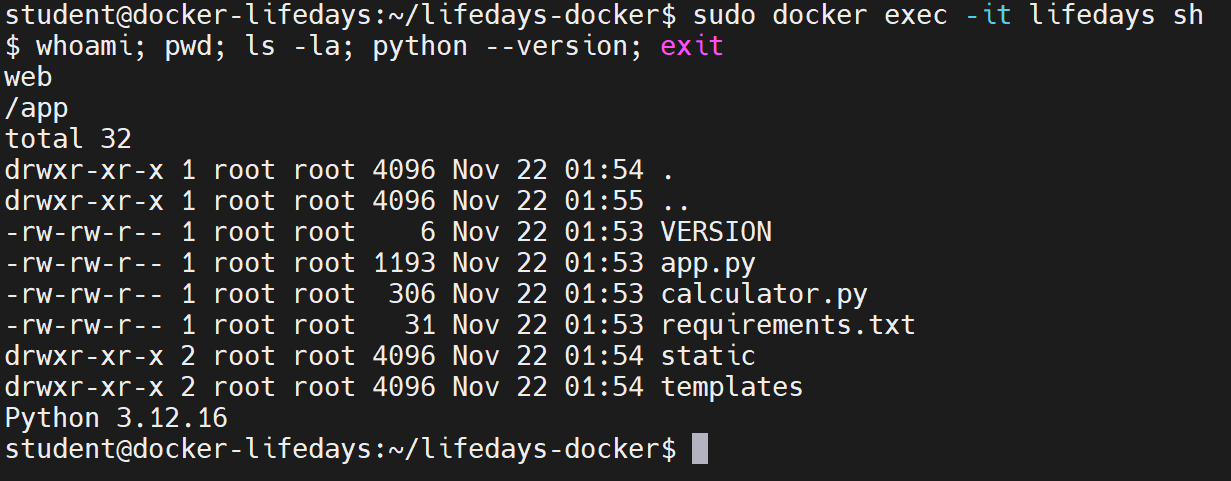 student@docker-lifedays:~/lifedays-docker$ sudo docker exec -it lifedays sh
$ whoami; pwd; ls -la; python --version; exit
web
/app
total 32
drwxr-xr-x 1 root root 4096 Nov 22 01:54 .
drwxr-xr-x 1 root root 4096 Nov 22 01:55 ..
-rw-rw-r-- 1 root root    6 Nov 22 01:53 VERSION
-rw-rw-r-- 1 root root 1193 Nov 22 01:53 app.py
-rw-rw-r-- 1 root root  306 Nov 22 01:53 calculator.py
-rw-rw-r-- 1 root root   31 Nov 22 01:53 requirements.txt
drwxr-xr-x 2 root root 4096 Nov 22 01:54 static
drwxr-xr-x 2 root root 4096 Nov 22 01:54 templates
Python 3.12.16
student@docker-lifedays:~/lifedays-docker$